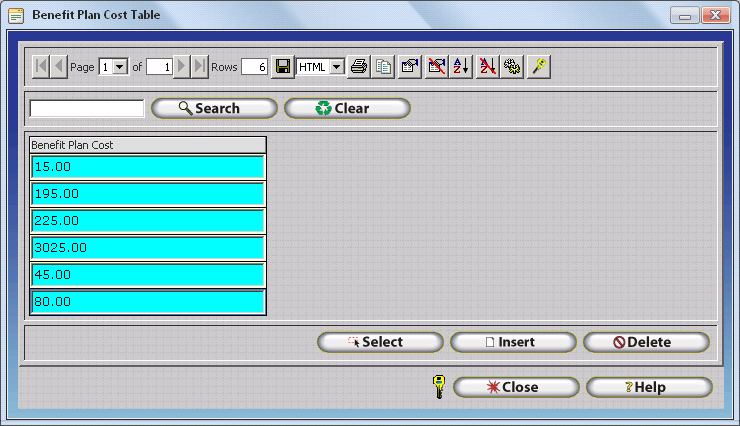 Benefit Plan Cost Table
Page 1 of 1 Rows 6 HTML
Search Clear
Benefit Plan Cost
15.00
195.00
225.00
3025.00
45.00
80.00
Select Insert Delete
Close Help